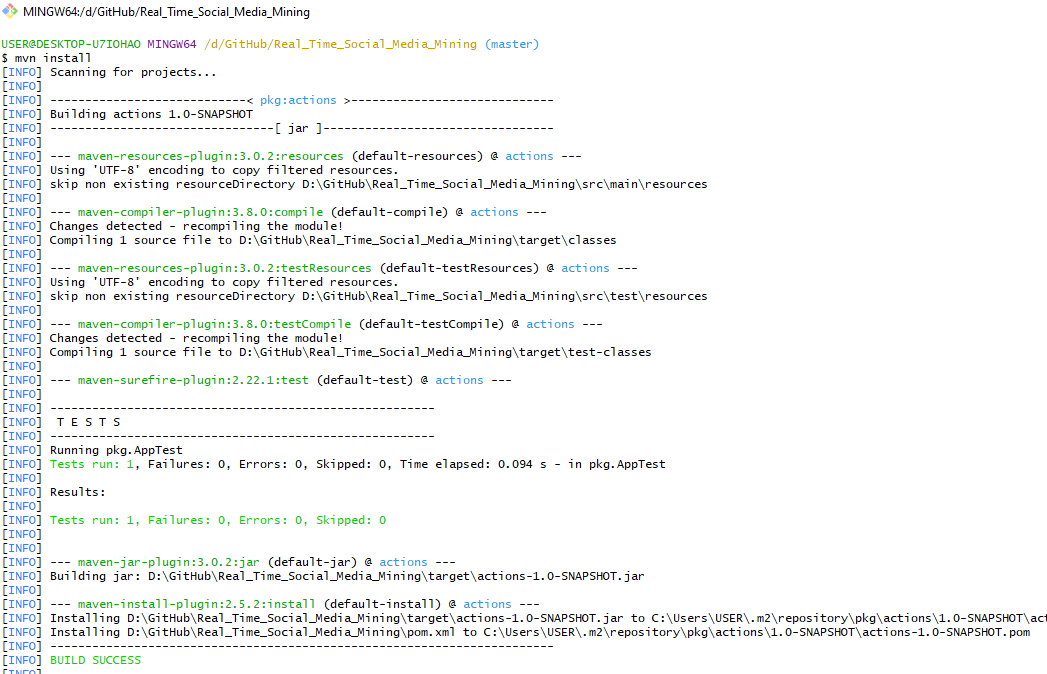 MINGW64:/d/GitHub/Real_Time_Social_Media_Mining
USER@DESKTOP-U7IOHAO MINGW64 /d/GitHub/Real_Time_Social_Media_Mining (master)
$ mvn install
[INFO] Scanning for projects...
[INFO]
[INFO] ----------------------------< pkg:actions >-----------------------------
[INFO] Building actions 1.0-SNAPSHOT
[INFO] --------------------------------[ jar ]---------------------------------
[INFO]
[INFO] --- maven-resources-plugin:3.0.2:resources (default-resources) @ actions ---
[INFO] Using 'UTF-8' encoding to copy filtered resources.
[INFO] skip non existing resourceDirectory D:\GitHub\Real_Time_Social_Media_Mining\src\main\resources
[INFO]
[INFO] --- maven-compiler-plugin:3.8.0:compile (default-compile) @ actions ---
[INFO] Changes detected - recompiling the module!
[INFO] Compiling 1 source file to D:\GitHub\Real_Time_Social_Media_Mining\target\classes
[INFO]
[INFO] --- maven-resources-plugin:3.0.2:testResources (default-testResources) @ actions ---
[INFO] Using 'UTF-8' encoding to copy filtered resources.
[INFO] skip non existing resourceDirectory D:\GitHub\Real_Time_Social_Media_Mining\src\test\resources
[INFO]
[INFO] --- maven-compiler-plugin:3.8.0:testCompile (default-testCompile) @ actions ---
[INFO] Changes detected - recompiling the module!
[INFO] Compiling 1 source file to D:\GitHub\Real_Time_Social_Media_Mining\target\test-classes
[INFO]
[INFO] --- maven-surefire-plugin:2.22.1:test (default-test) @ actions ---
[INFO]
[INFO] -------------------------------------------------------
[INFO]  T E S T S
[INFO] -------------------------------------------------------
[INFO] Running pkg.AppTest
[INFO] Tests run: 1, Failures: 0, Errors: 0, Skipped: 0, Time elapsed: 0.094 s - in pkg.AppTest
[INFO]
[INFO] Results:
[INFO]
[INFO] Tests run: 1, Failures: 0, Errors: 0, Skipped: 0
[INFO]
[INFO]
[INFO] --- maven-jar-plugin:3.0.2:jar (default-jar) @ actions ---
[INFO] Building jar: D:\GitHub\Real_Time_Social_Media_Mining\target\actions-1.0-SNAPSHOT.jar
[INFO]
[INFO] --- maven-install-plugin:2.5.2:install (default-install) @ actions ---
[INFO] Installing D:\GitHub\Real_Time_Social_Media_Mining\target\actions-1.0-SNAPSHOT.jar to C:\Users\USER\.m2\repository\pkg\actions\1.0-SNAPSHOT\act
[INFO] Installing D:\GitHub\Real_Time_Social_Media_Mining\pom.xml to C:\Users\USER\.m2\repository\pkg\actions\1.0-SNAPSHOT\actions-1.0-SNAPSHOT.pom
[INFO] ------------------------------------------------------------------------
[INFO] BUILD SUCCESS
[INFO]